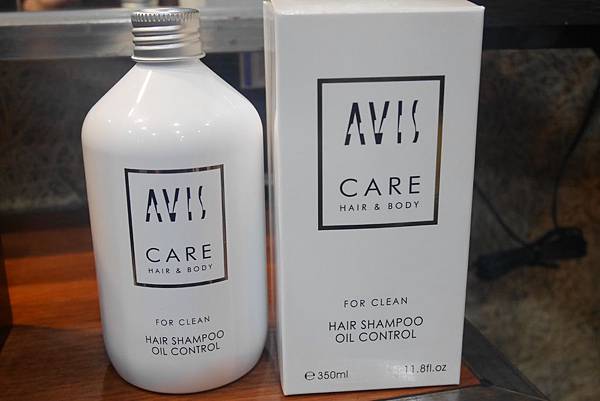 AVIS
CARE
HAIR & BODY
FOR CLEAN
HAIR SHAMPOO
OIL CONTROL
AVIS
CARE
HAIR & BODY
FOR CLEAN
HAIR SHAMPOO
OIL CONTROL
℮ 350ml 11.8fl.oz